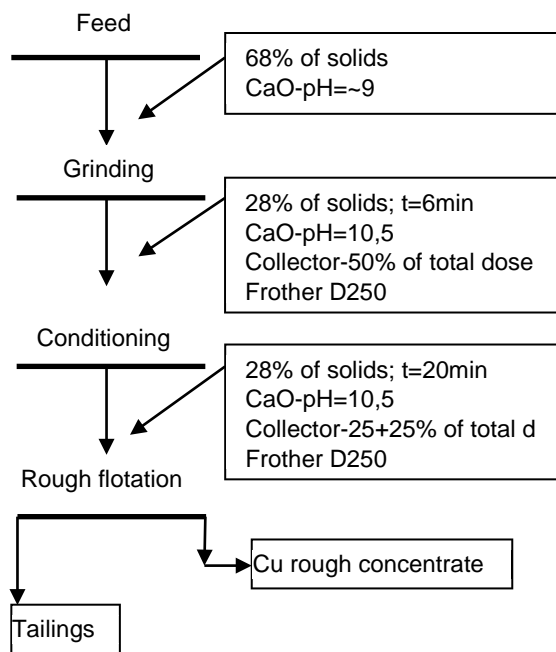 Feed
68% of solids
CaO-pH=~9
Grinding
28% of solids; t=6min
CaO-pH=10,5
Collector-50% of total dose
Frother D250
Conditioning
28% of solids; t=20min
CaO-pH=10,5
Collector-25+25% of total d
Frother D250
Rough flotation
Cu rough concentrate
Tailings